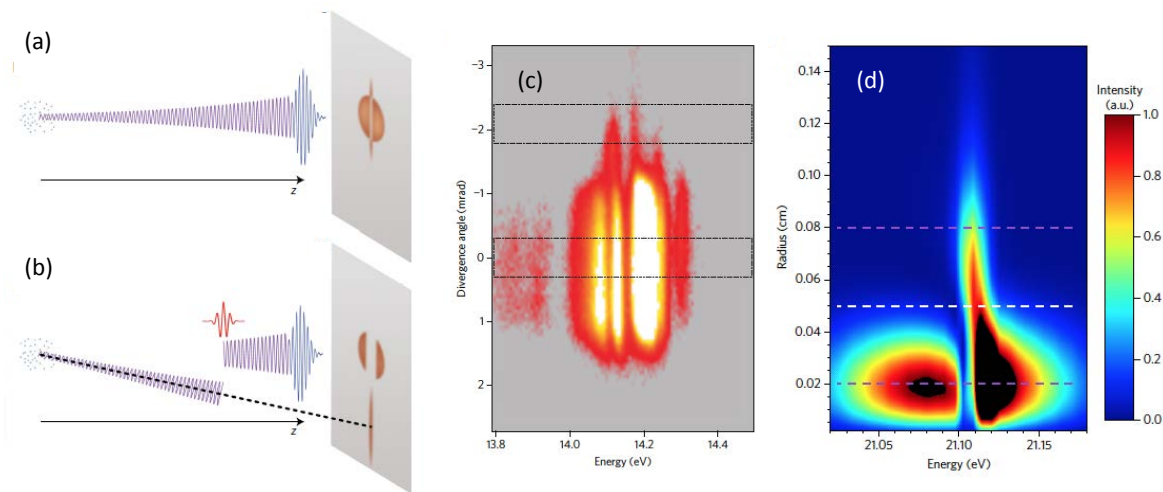 (a)
z
(b)
z
(c)
Divergence angle (mrad)
−3
−2
−1
0
1
2
13.8 14.0 14.2 14.4
Energy (eV)
(d)
Radius (cm)
0.14
0.12
0.10
0.08
0.06
0.04
0.02
21.05 21.10 21.15
Energy (eV)
Intensity
(a.u.)
1.0
0.8
0.6
0.4
0.2
0.0